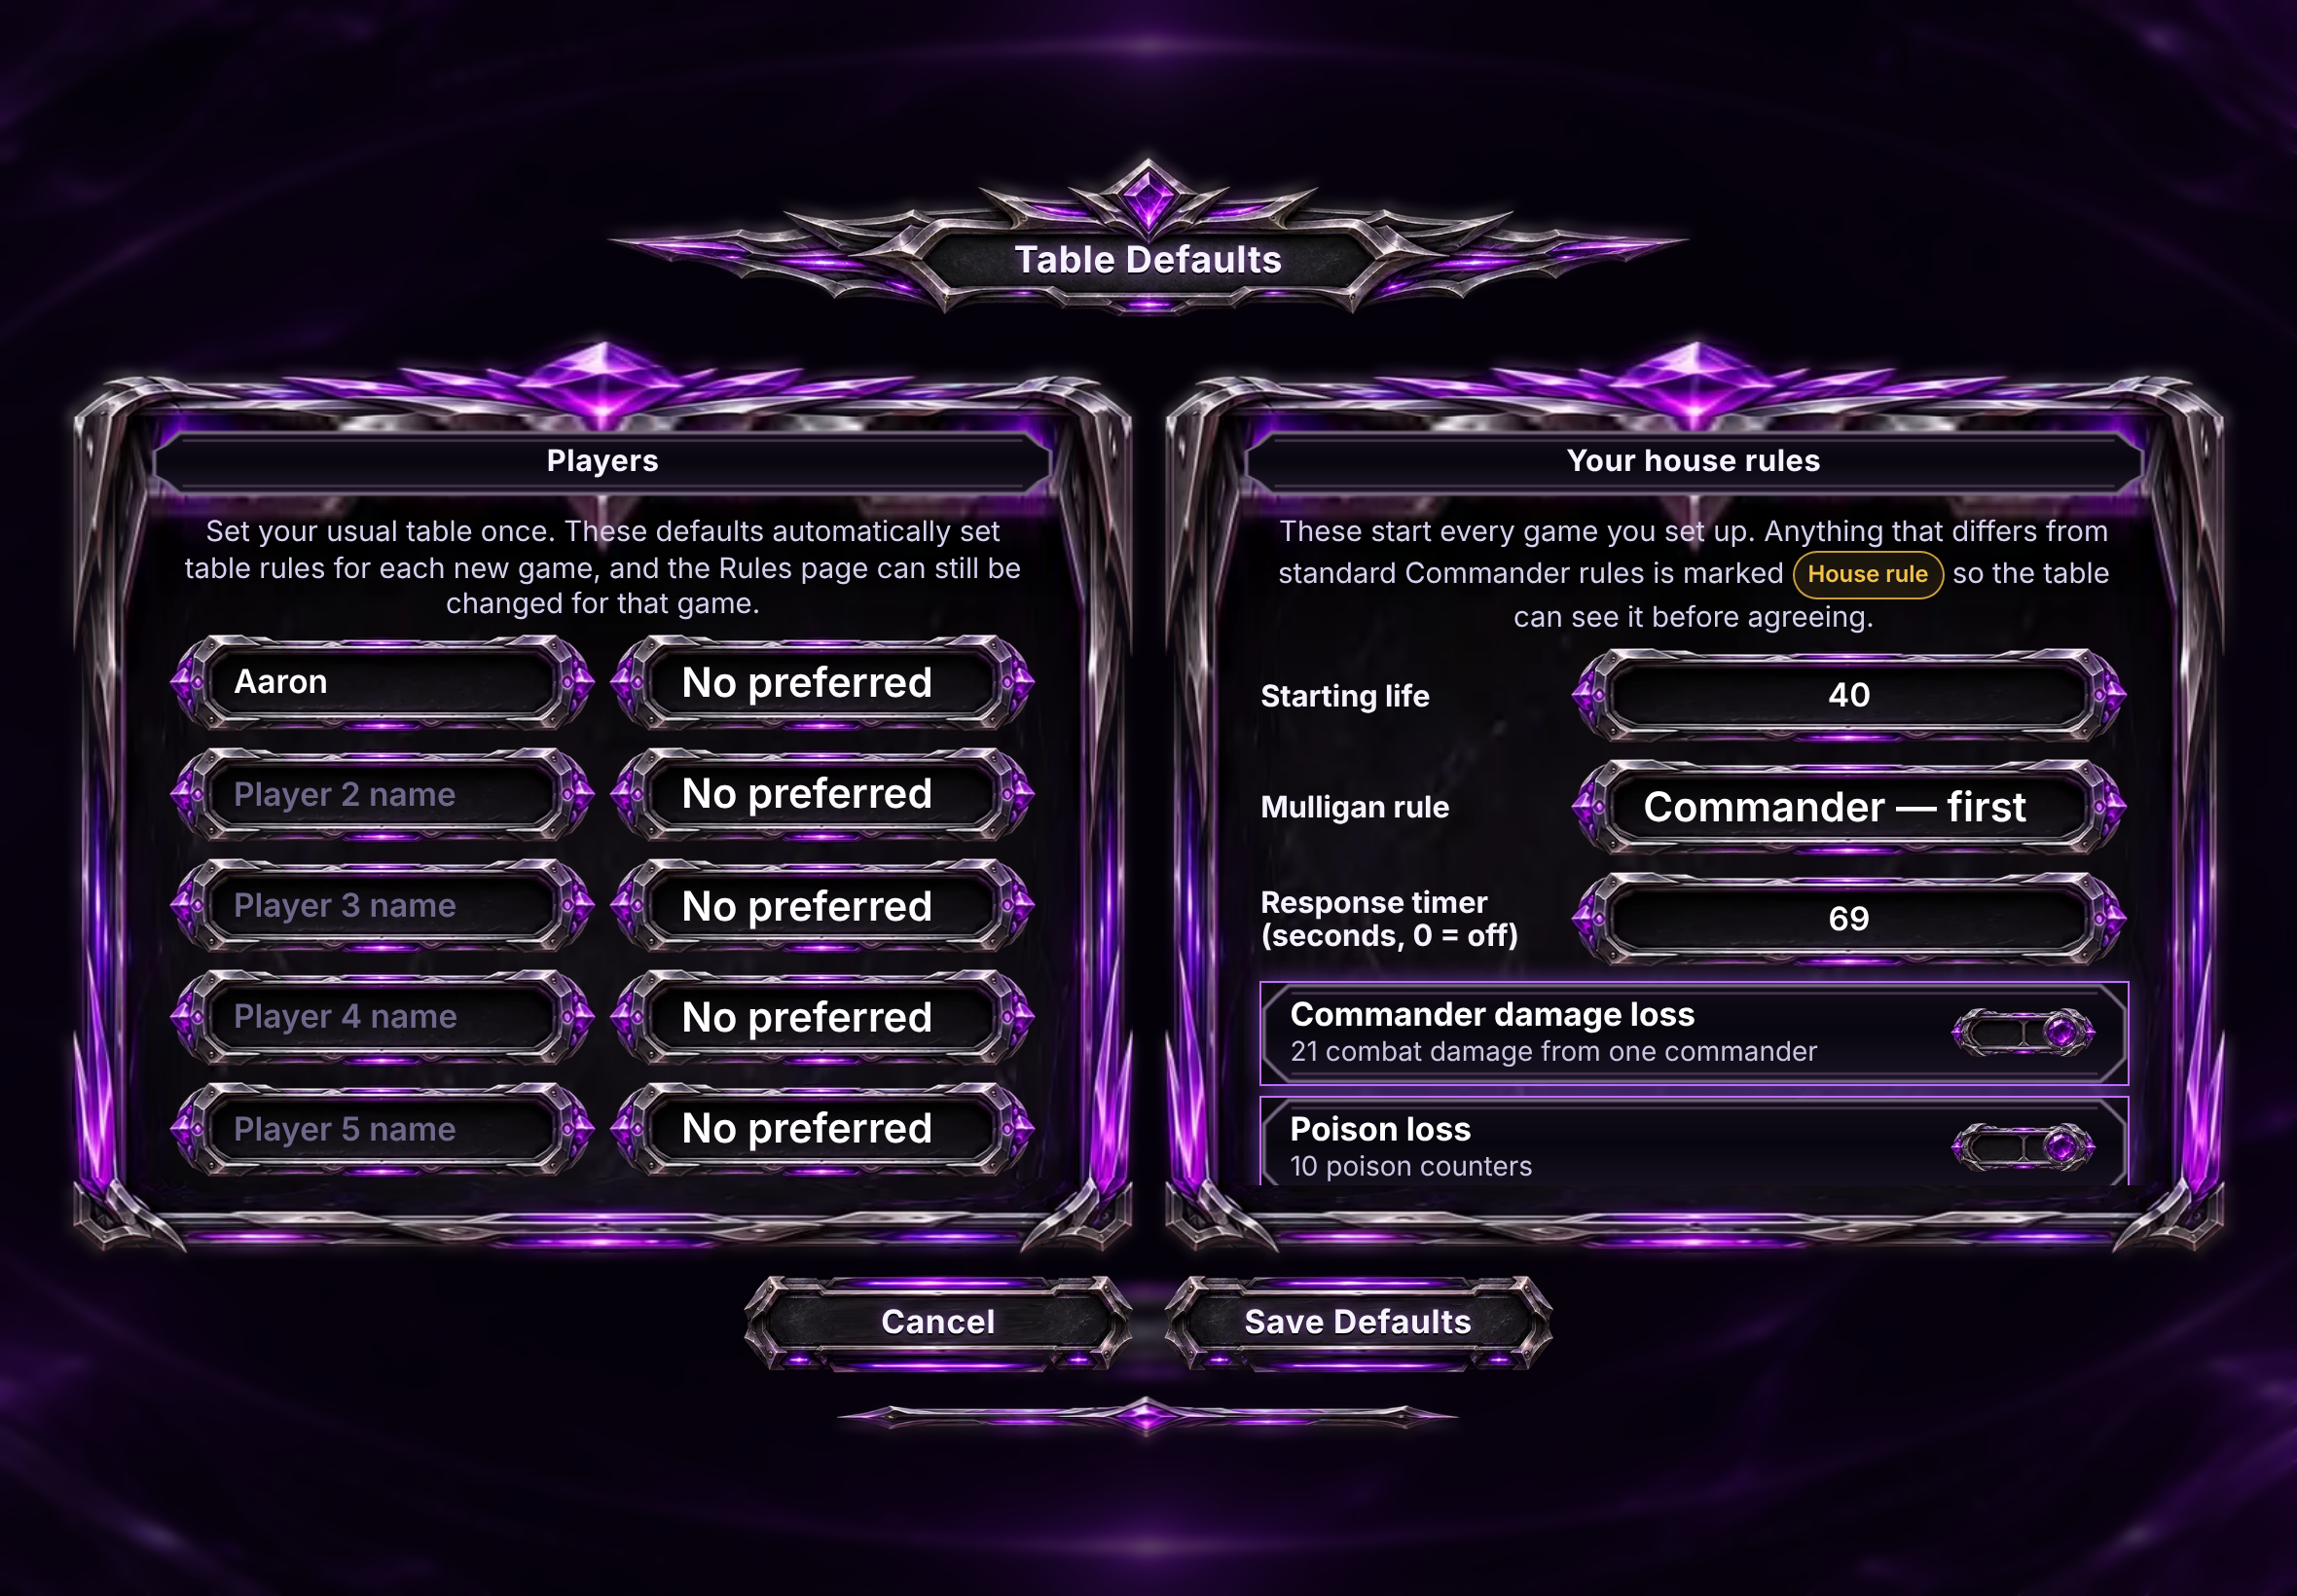 Table Defaults
Players
Set your usual table once. These defaults automatically set
table rules for each new game, and the Rules page can still be
changed for that game.
Aaron
No preferred
Player 2 name
No preferred
Player 3 name
No preferred
Player 4 name
No preferred
Player 5 name
No preferred
Your house rules
These start every game you set up. Anything that differs from
standard Commander rules is marked House rule so the table
can see it before agreeing.
Starting life
40
Mulligan rule
Commander — first
Response timer
(seconds, 0 = off)
69
Commander damage loss
21 combat damage from one commander
Poison loss
10 poison counters
Cancel
Save Defaults